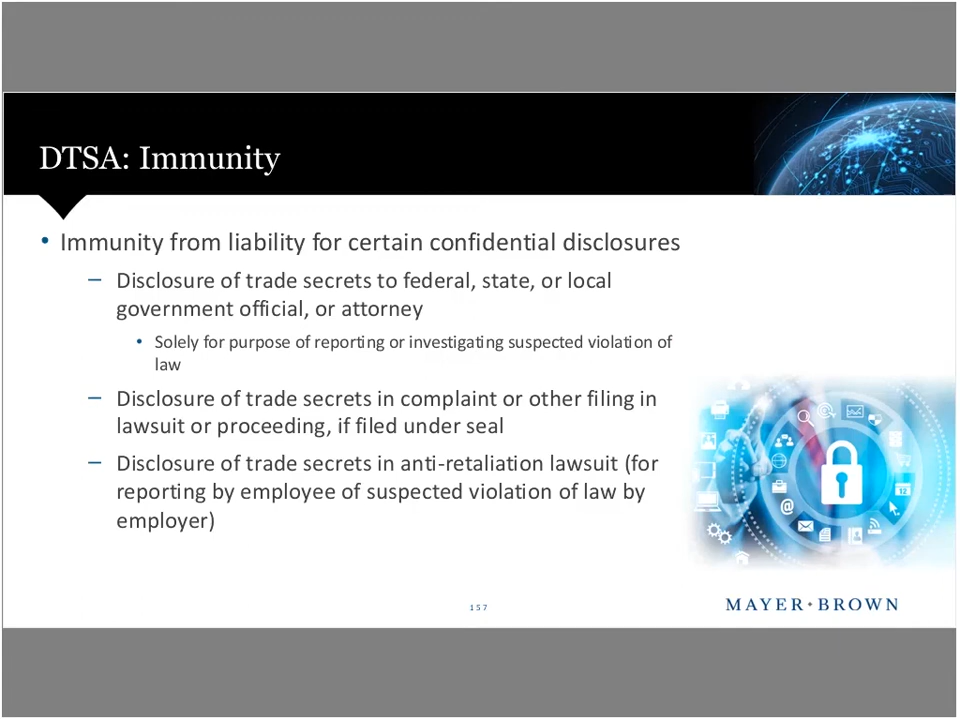 DTSA: Immunity
• Immunity from liability for certain confidential disclosures
– Disclosure of trade secrets to federal, state, or local
government official, or attorney
• Solely for purpose of reporting or investigating suspected violation of
law
– Disclosure of trade secrets in complaint or other filing in
lawsuit or proceeding, if filed under seal
– Disclosure of trade secrets in anti-retaliation lawsuit (for
reporting by employee of suspected violation of law by
employer)
@
12
@
157
MAYER•BROWN